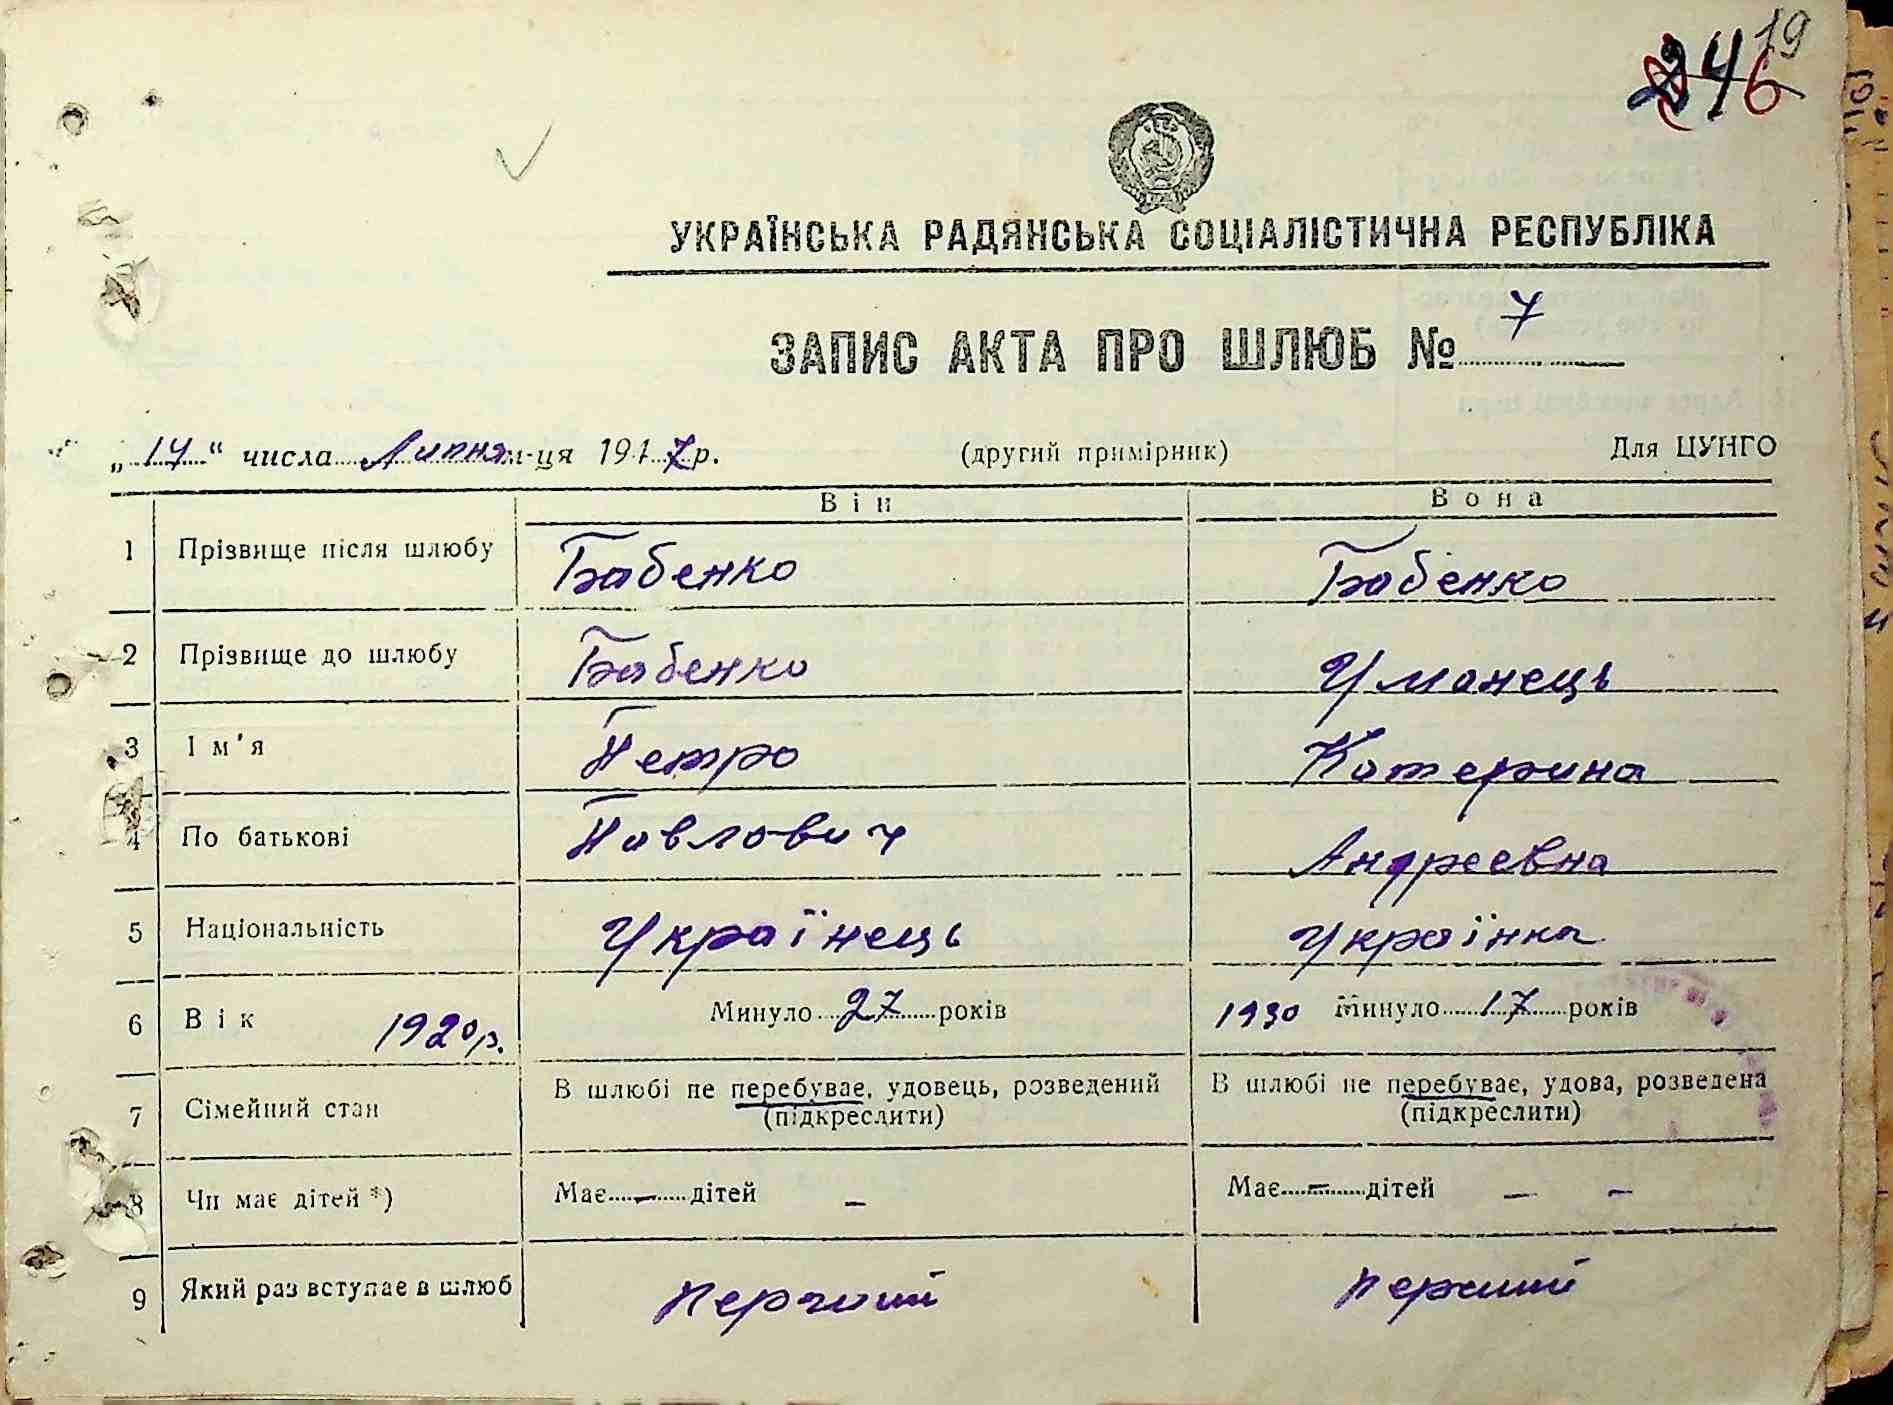 19
246
УКРАЇНСЬКА РАДЯНСЬКА СОЦІАЛІСТИЧНА РЕСПУБЛІКА
ЗАПИС АКТА ПРО ШЛЮБ № 7
„14“ числа Липня м-ця 1947 р. (другий примірник) Для ЦУНГО
Він Вона
1 Прізвище після шлюбу Бабенко Бабенко
2 Прізвище до шлюбу Бабенко Уманець
3 Ім'я Петро Катерина
4 По батькові Павлович Андреевна
5 Національність Українець Українка
6 Вік 1920 р. Минуло 27 років 1930 Минуло 17 років
7 Сімейний стан В шлюбі не перебуває, удовець, розведений В шлюбі не перебуває, удова, розведена
(підкреслити) (підкреслити)
8 Чи має дітей *) Має - дітей - Має - дітей - -
9 Який раз вступає в шлюб перший перший